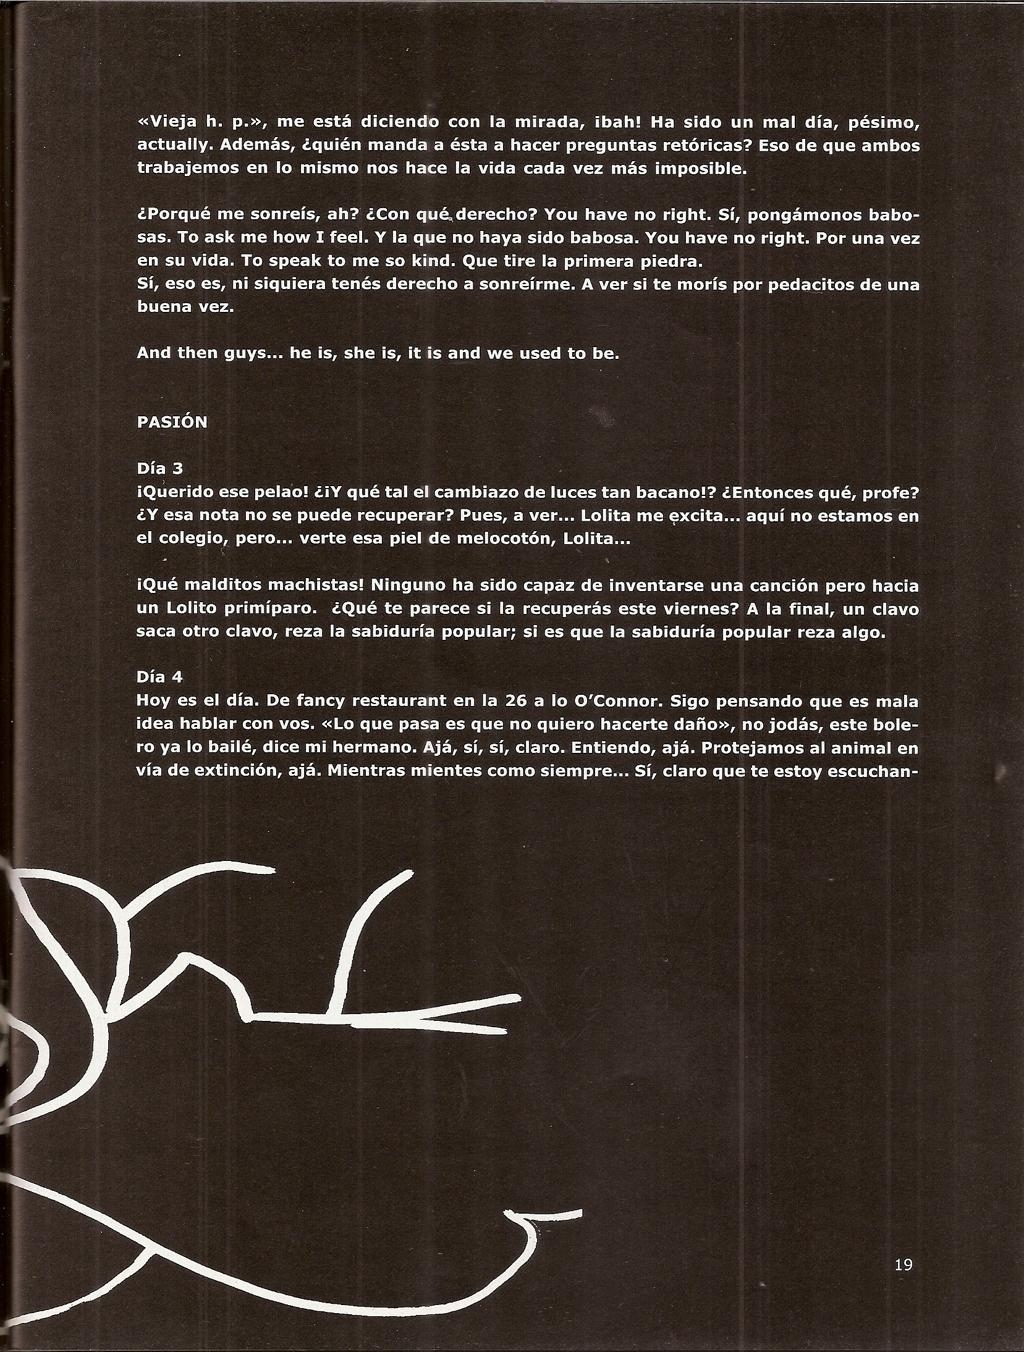 «Vieja h. p.», me está diciendo con la mirada, ¡bah! Ha sido un mal día, pésimo,
actually. Además, ¿quién manda a ésta a hacer preguntas retóricas? Eso de que ambos
trabajemos en lo mismo nos hace la vida cada vez más imposible.
¿Porqué me sonreís, ah? ¿Con qué derecho? You have no right. Sí, pongámonos babo-
sas. To ask me how I feel. Y la que no haya sido babosa. You have no right. Por una vez
en su vida. To speak to me so kind. Que tire la primera piedra.
Sí, eso es, ni siquiera tenés derecho a sonreírme. A ver si te morís por pedacitos de una
buena vez.
And then guys... he is, she is, it is and we used to be.
PASIÓN
Día 3
¡Querido ese pelao! ¿¡Y qué tal el cambiazo de luces tan bacano!? ¿Entonces qué, profe?
¿Y esa nota no se puede recuperar? Pues, a ver... Lolita me excita... aquí no estamos en
el colegio, pero... verte esa piel de melocotón, Lolita...
¡Qué malditos machistas! Ninguno ha sido capaz de inventarse una canción pero hacia
un Lolito primíparo. ¿Qué te parece si la recuperás este viernes? A la final, un clavo
saca otro clavo, reza la sabiduría popular; si es que la sabiduría popular reza algo.
Día 4
Hoy es el día. De fancy restaurant en la 26 a lo O'Connor. Sigo pensando que es mala
idea hablar con vos. «Lo que pasa es que no quiero hacerte daño», no jodás, este bole-
ro ya lo bailé, dice mi hermano. Ajá, sí, sí, claro. Entiendo, ajá. Protejamos al animal en
vía de extinción, ajá. Mientras mientes como siempre... Sí, claro que te estoy escuchan-
19